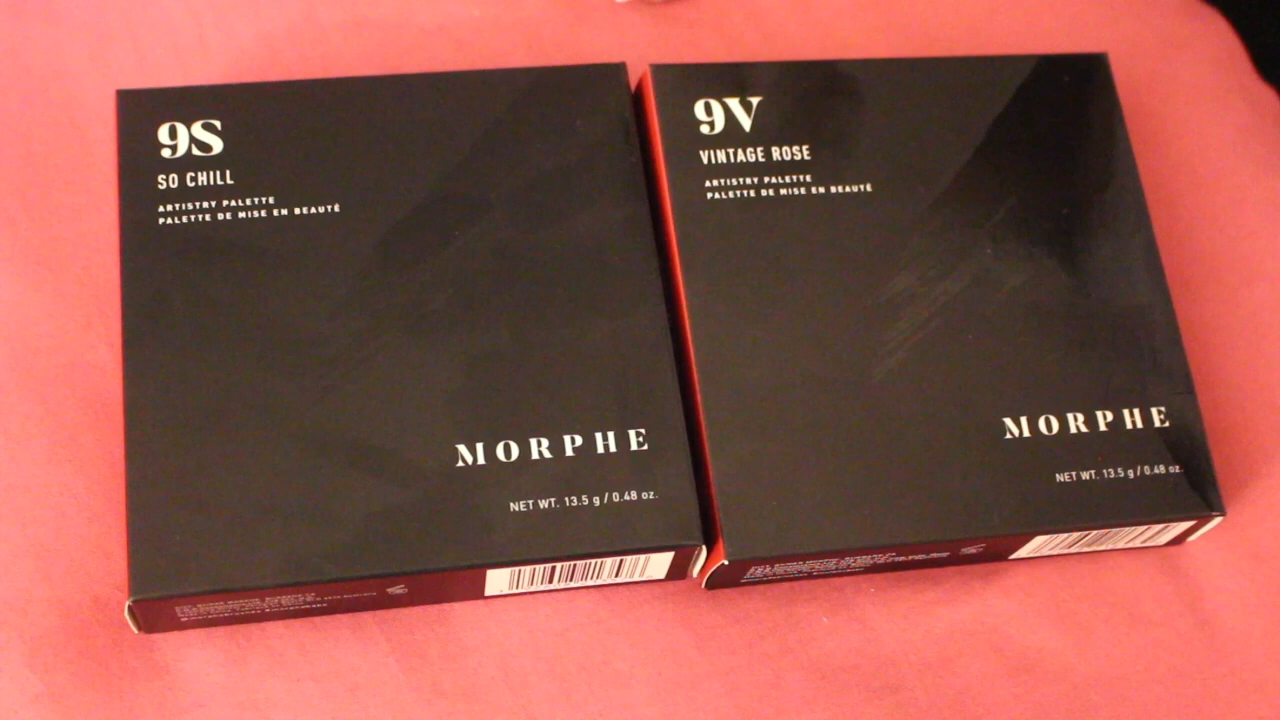 9S
SO CHILL
ARTISTRY PALETTE
PALETTE DE MISE EN BEAUTÉ
MORPHE
NET WT. 13.5 g / 0.48 oz.
9V
VINTAGE ROSE
ARTISTRY PALETTE
PALETTE DE MISE EN BEAUTÉ
MORPHE
NET WT. 13.5 g / 0.48 oz.